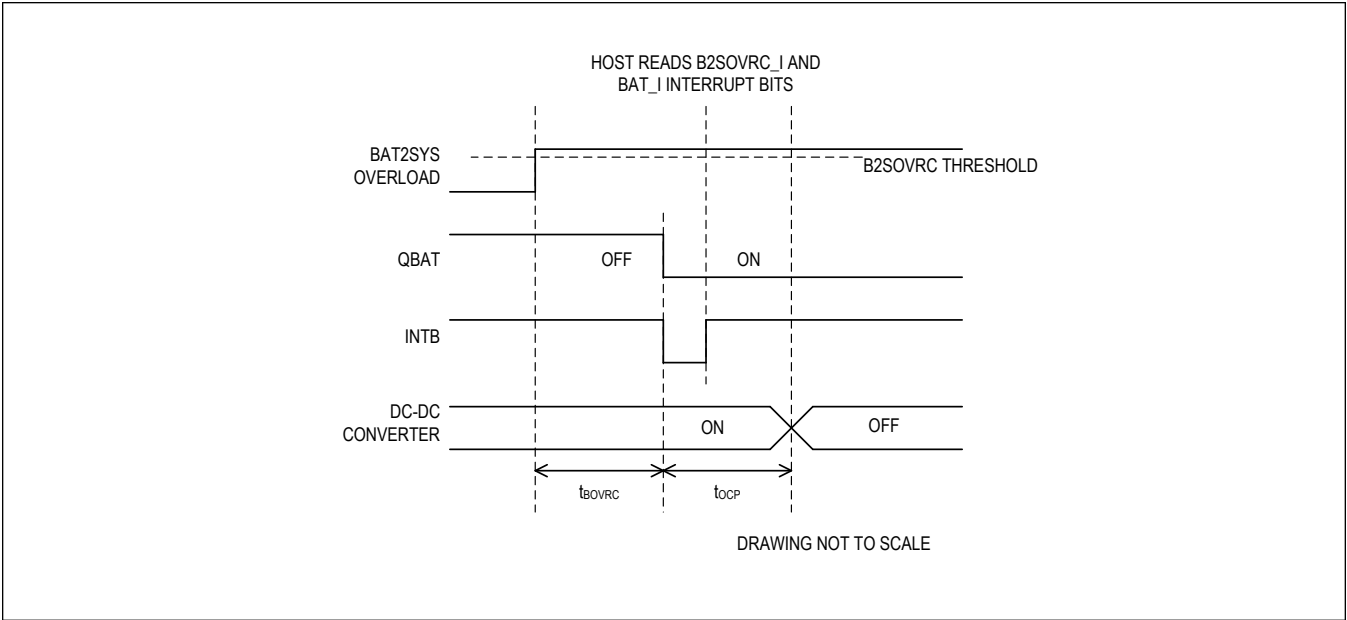 HOST READS B2SOVRC_I AND
BAT_I INTERRUPT BITS
BAT2SYS
OVERLOAD
B2SOVRC THRESHOLD
QBAT
OFF
ON
INTB
DC-DC
CONVERTER
ON
OFF
tBOVRC
tOCP
DRAWING NOT TO SCALE